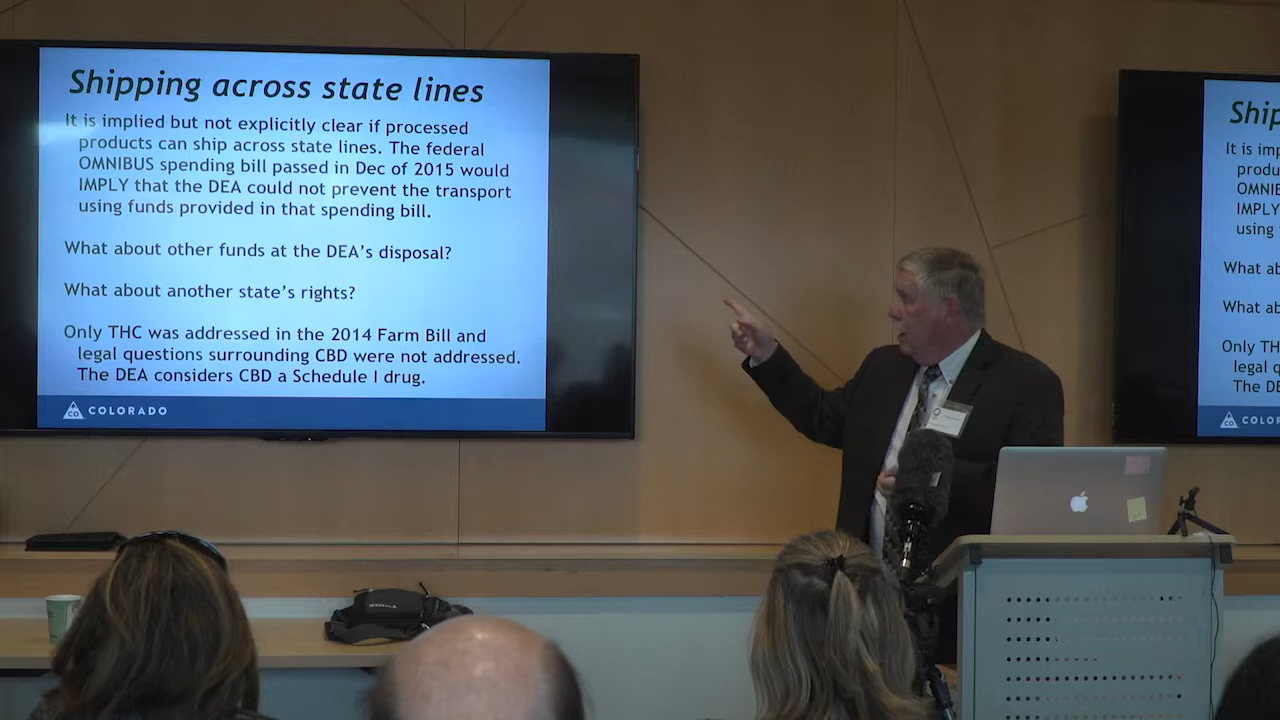 Shipping across state lines
It is implied but not explicitly clear if processed
products can ship across state lines. The federal
OMNIBUS spending bill passed in Dec of 2015 would
IMPLY that the DEA could not prevent the transport
using funds provided in that spending bill.
What about other funds at the DEA's disposal?
What about another state's rights?
Only THC was addressed in the 2014 Farm Bill and
legal questions surrounding CBD were not addressed.
The DEA considers CBD a Schedule I drug.
CO COLORADO
Ship
It is imp
produ
OMNIB
IMPLY
using
What ab
What ab
Only TH
legal q
The DE
CO COLOR